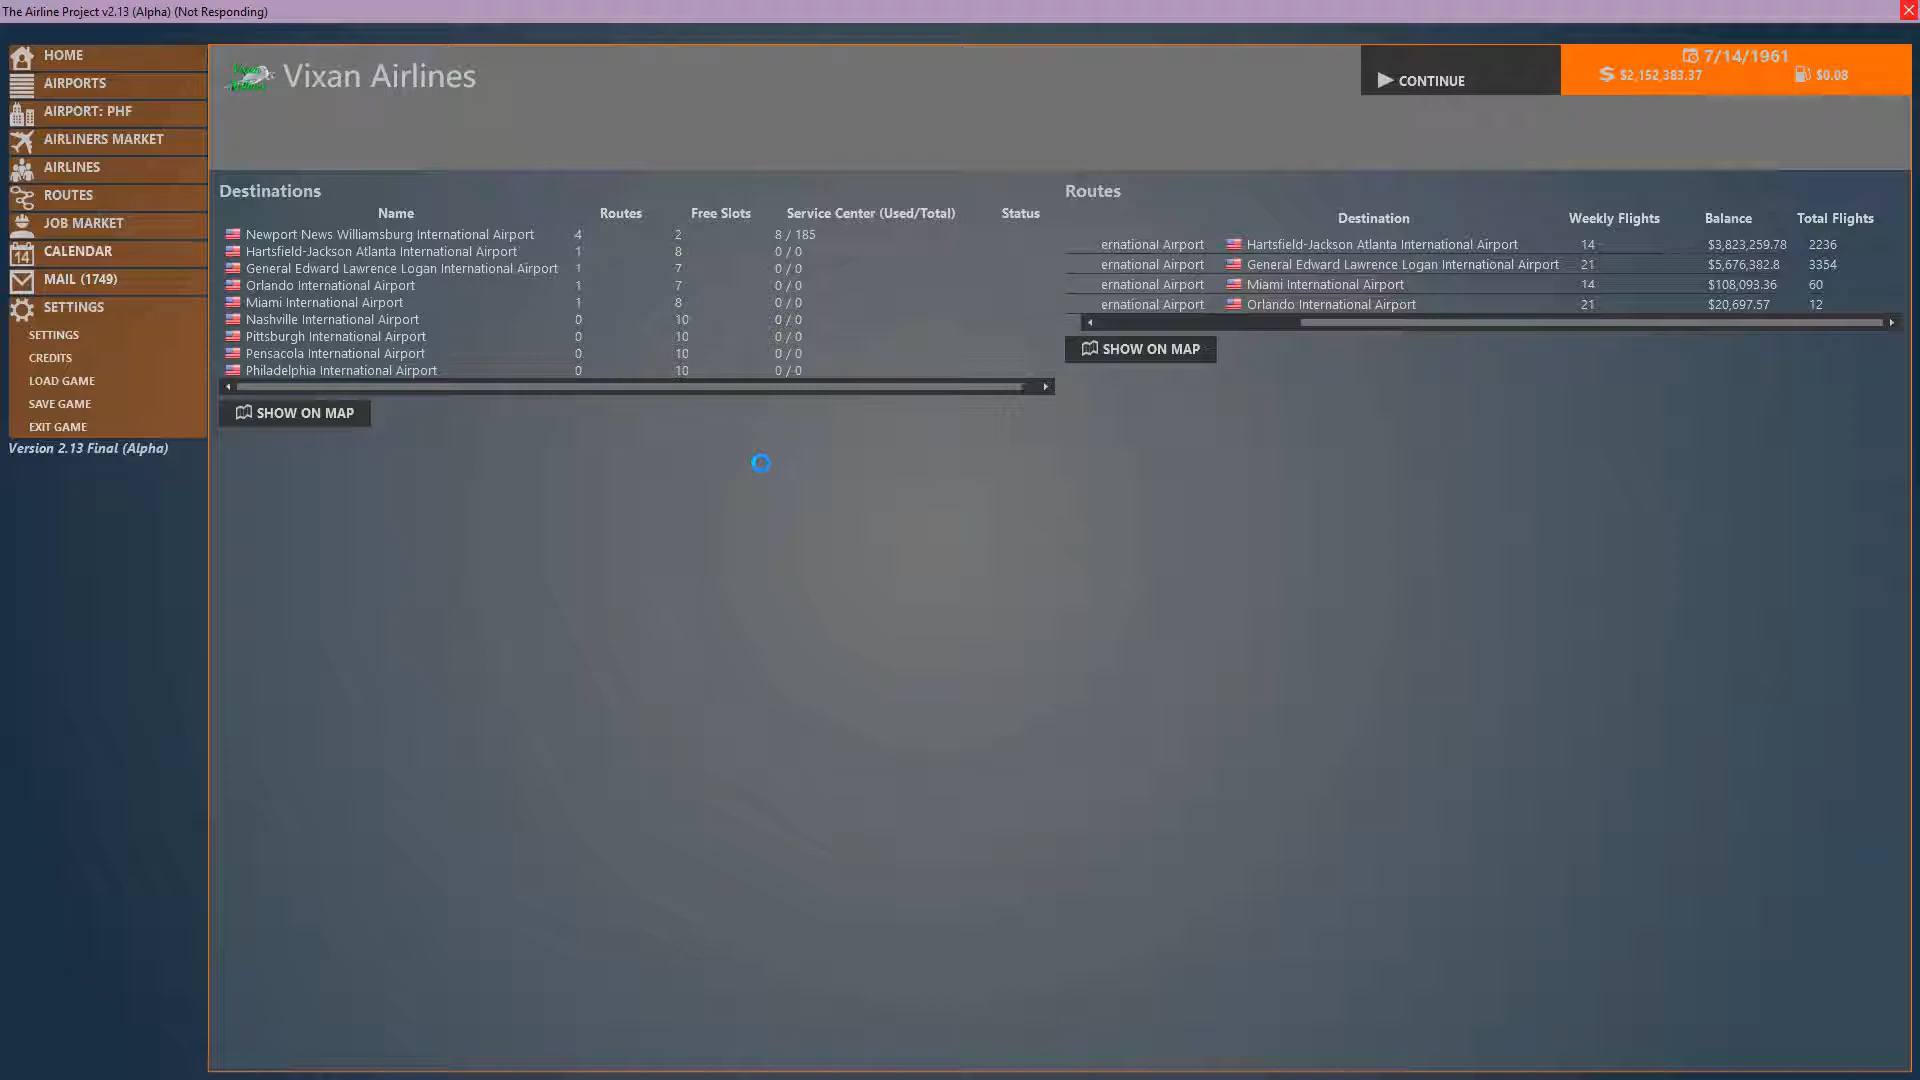 The Airline Project v2.13 (Alpha) (Not Responding)
HOME
AIRPORTS
AIRPORT: PHF
AIRLINERS MARKET
AIRLINES
ROUTES
JOB MARKET
14
CALENDAR
MAIL (1749)
SETTINGS
SETTINGS
CREDITS
LOAD GAME
SAVE GAME
EXIT GAME
Version 2.13 Final (Alpha)
Vixan Airlines
Vixan Airlines
CONTINUE
7/14/1961
$2,152,383.37
$0.08
Destinations
Name Routes Free Slots Service Center (Used/Total) Status
Newport News Williamsburg International Airport 4 2 8 / 185
Hartsfield-Jackson Atlanta International Airport 1 8 0 / 0
General Edward Lawrence Logan International Airport 1 7 0 / 0
Orlando International Airport 1 7 0 / 0
Miami International Airport 1 8 0 / 0
Nashville International Airport 0 10 0 / 0
Pittsburgh International Airport 0 10 0 / 0
Pensacola International Airport 0 10 0 / 0
Philadelphia International Airport 0 10 0 / 0
SHOW ON MAP
Routes
Destination Weekly Flights Balance Total Flights
ernational Airport Hartsfield-Jackson Atlanta International Airport 14 $3,823,259.78 2236
ernational Airport General Edward Lawrence Logan International Airport 21 $5,676,382.8 3354
ernational Airport Miami International Airport 14 $108,093.36 60
ernational Airport Orlando International Airport 21 $20,697.57 12
SHOW ON MAP